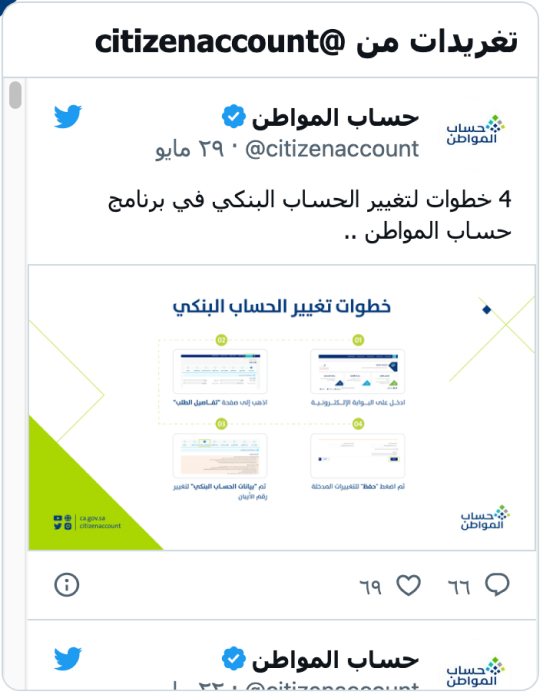 تغريدات من @citizenaccount
حساب المواطن
@citizenaccount · ٢٩ مايو
حساب
المواطن
4 خطوات لتغيير الحساب البنكي في برنامج
حساب المواطن ..
خطوات تغيير الحساب البنكي
01
ادخل على البوابة الإلكترونية
02
اذهب إلى صفحة "تفاصيل الطلب"
03
ثم "بيانات الحساب البنكي" لتغيير
رقم الآيبان
04
ثم اضغط "حفظ" للتغييرات المدخلة
ca.gov.sa
citizenaccount
حساب
المواطن
٦٦
٦٩
حساب المواطن
@citizenaccount · ٢٢
حساب
المواطن